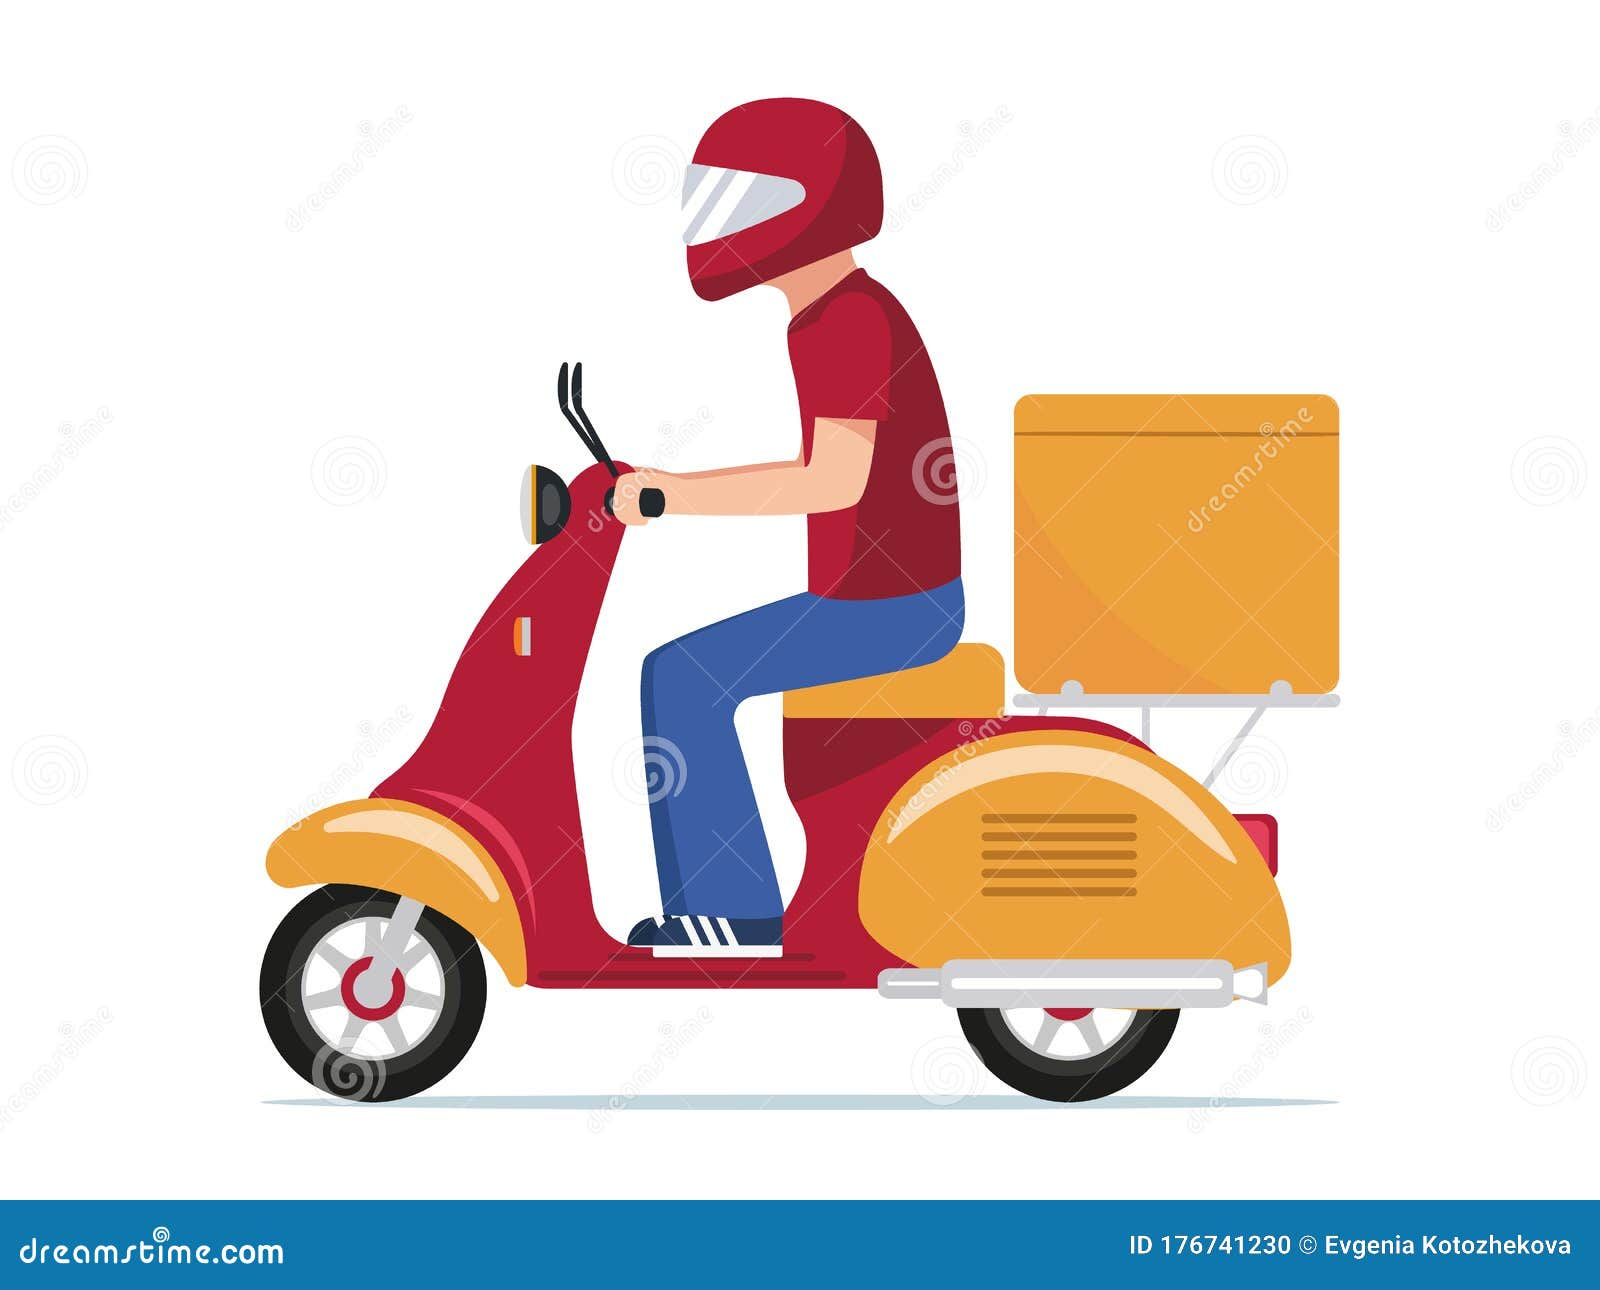 dreamstime.com
ID 176741230 © Evgenia Kotozhekova